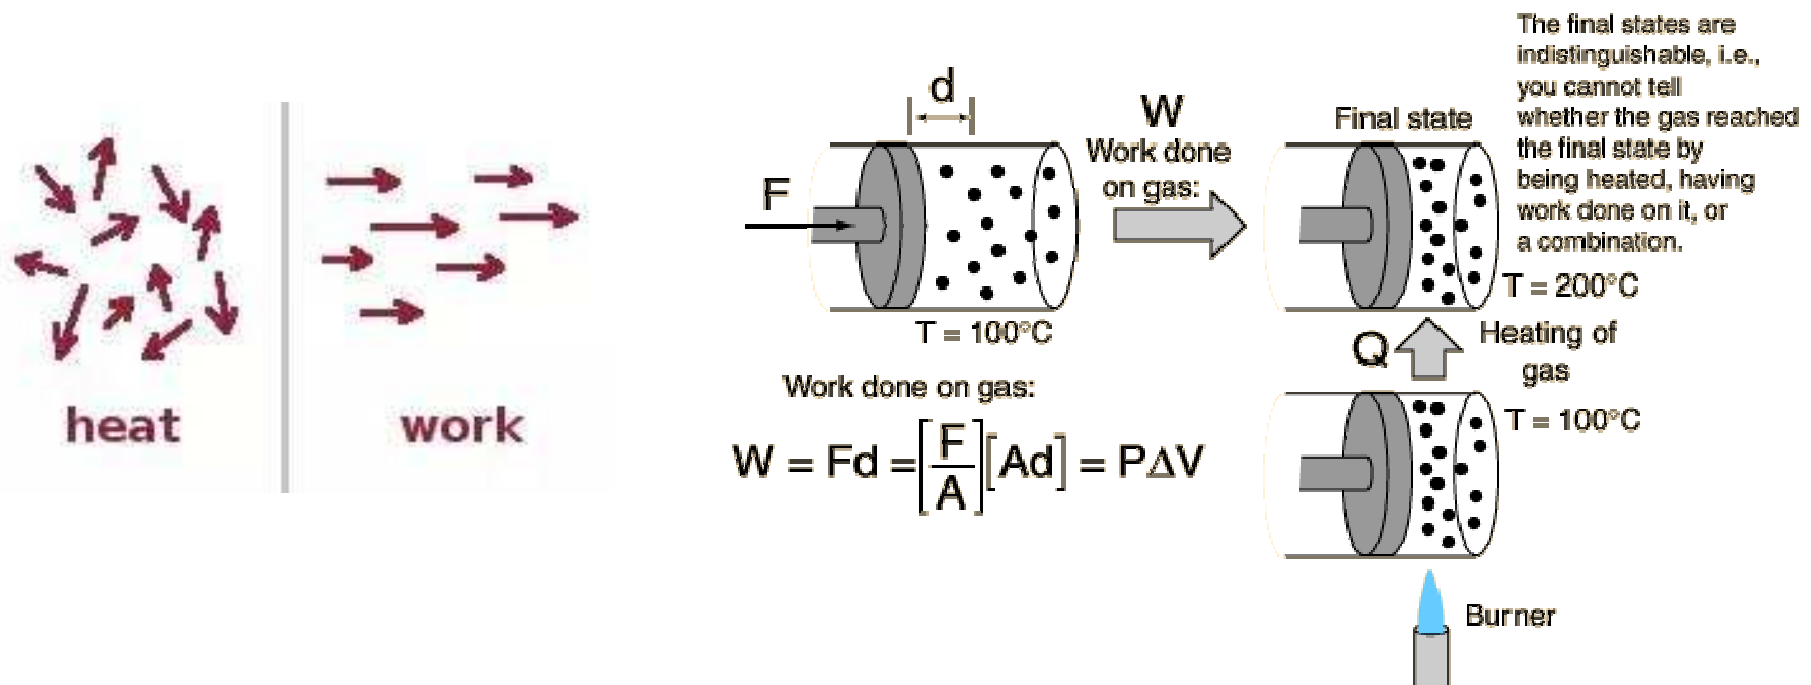 heat
work
d
F
T = 100°C
W
Work done
on gas:
Work done on gas:
W = Fd = [F/A][Ad] = PΔV
Final state
The final states are
indistinguishable, i.e.,
you cannot tell
whether the gas reached
the final state by
being heated, having
work done on it, or
a combination.
T = 200°C
Q
Heating of
gas
T = 100°C
Burner